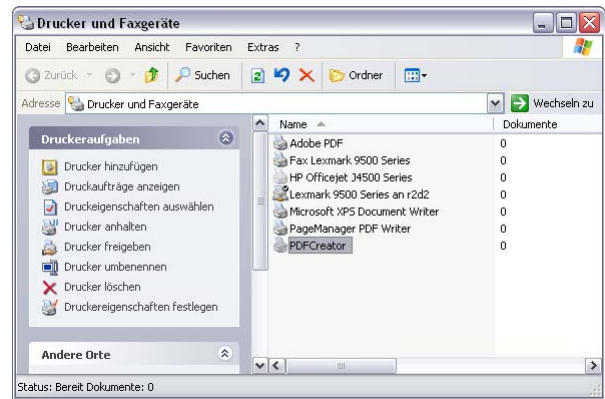 Drucker und Faxgeräte
Datei Bearbeiten Ansicht Favoriten Extras ?
Zurück Suchen Ordner
Adresse Drucker und Faxgeräte Wechseln zu
Druckeraufgaben
Drucker hinzufügen
Druckaufträge anzeigen
Druckeigenschaften auswählen
Drucker anhalten
Drucker freigeben
Drucker umbenennen
Drucker löschen
Druckereigenschaften festlegen
Andere Orte
Name Dokumente
Adobe PDF 0
Fax Lexmark 9500 Series 0
HP Officejet J4500 Series 0
Lexmark 9500 Series an r2d2 0
Microsoft XPS Document Writer 0
PageManager PDF Writer 0
PDFCreator 0
Status: Bereit Dokumente: 0